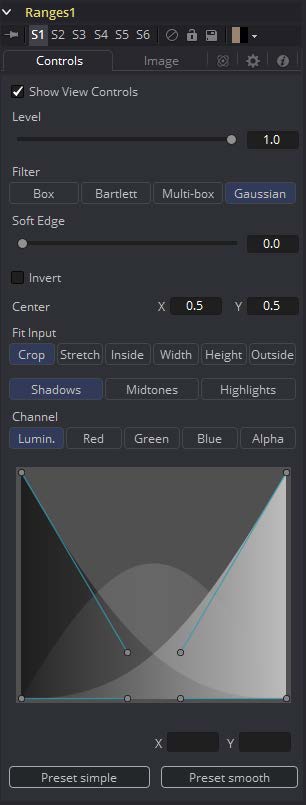 Ranges1
S1 S2 S3 S4 S5 S6
Controls Image
Show View Controls
Level
1.0
Filter
Box Bartlett Multi-box Gaussian
Soft Edge
0.0
Invert
Center X 0.5 Y 0.5
Fit Input
Crop Stretch Inside Width Height Outside
Shadows Midtones Highlights
Channel
Lumin. Red Green Blue Alpha
X Y
Preset simple Preset smooth